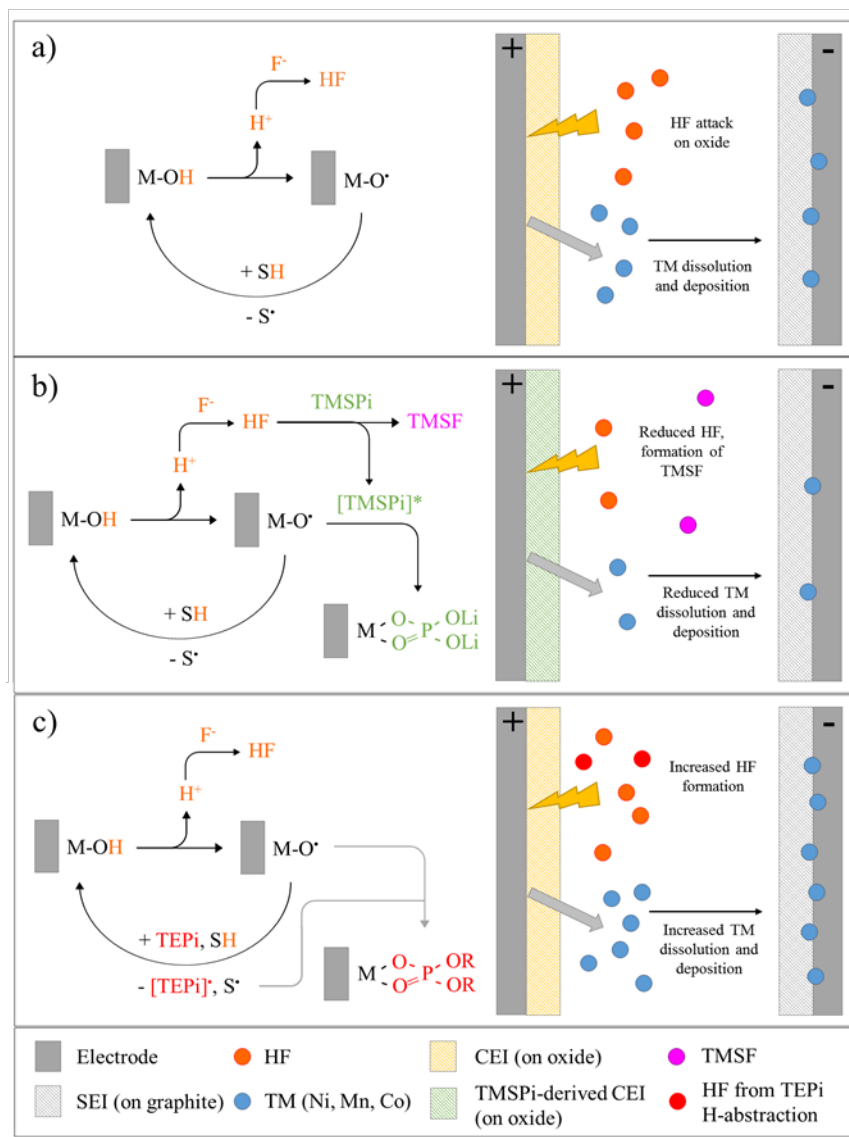 a)
F-
HF
H+
M-OH
M-O•
+ SH
- S•
+
-
HF attack
on oxide
TM dissolution
and deposition
b)
F-
HF
TMSPi
TMSF
H+
[TMSPi]*
M-OH
M-O•
+ SH
- S•
M
O
O
P
OLi
OLi
+
-
Reduced HF,
formation of
TMSF
Reduced TM
dissolution and
deposition
c)
F-
HF
H+
M-OH
M-O•
+ TEPi, SH
- [TEPi]•, S•
M
O
O
P
OR
OR
+
-
Increased HF
formation
Increased TM
dissolution and
deposition
Electrode
HF
CEI (on oxide)
TMSF
SEI (on graphite)
TM (Ni, Mn, Co)
TMSPi-derived CEI
(on oxide)
HF from TEPi
H-abstraction